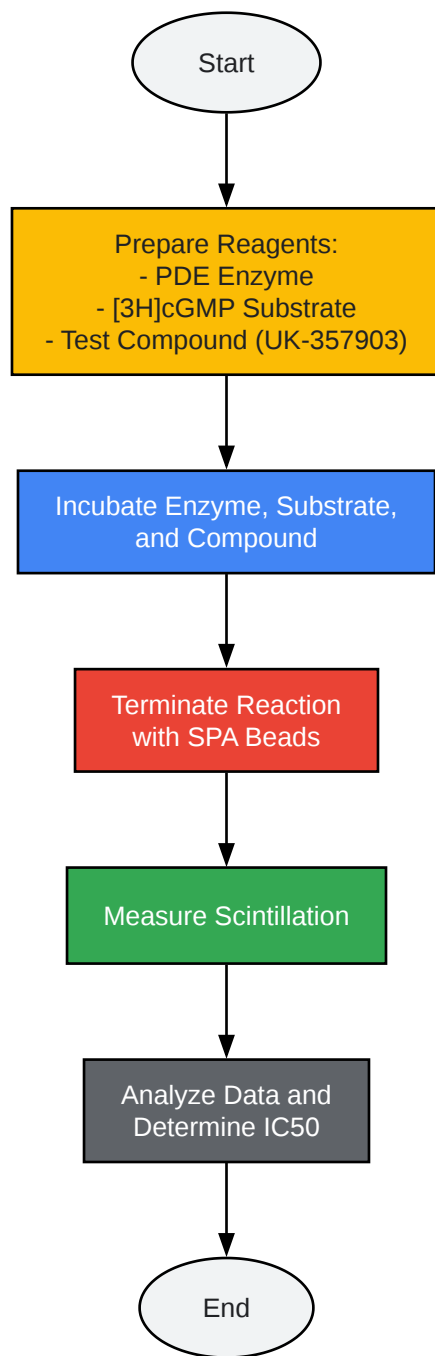 Start
Prepare Reagents:
- PDE Enzyme
- [3H]cGMP Substrate
- Test Compound (UK-357903)
Incubate Enzyme, Substrate,
and Compound
Terminate Reaction
with SPA Beads
Measure Scintillation
Analyze Data and
Determine IC50
End